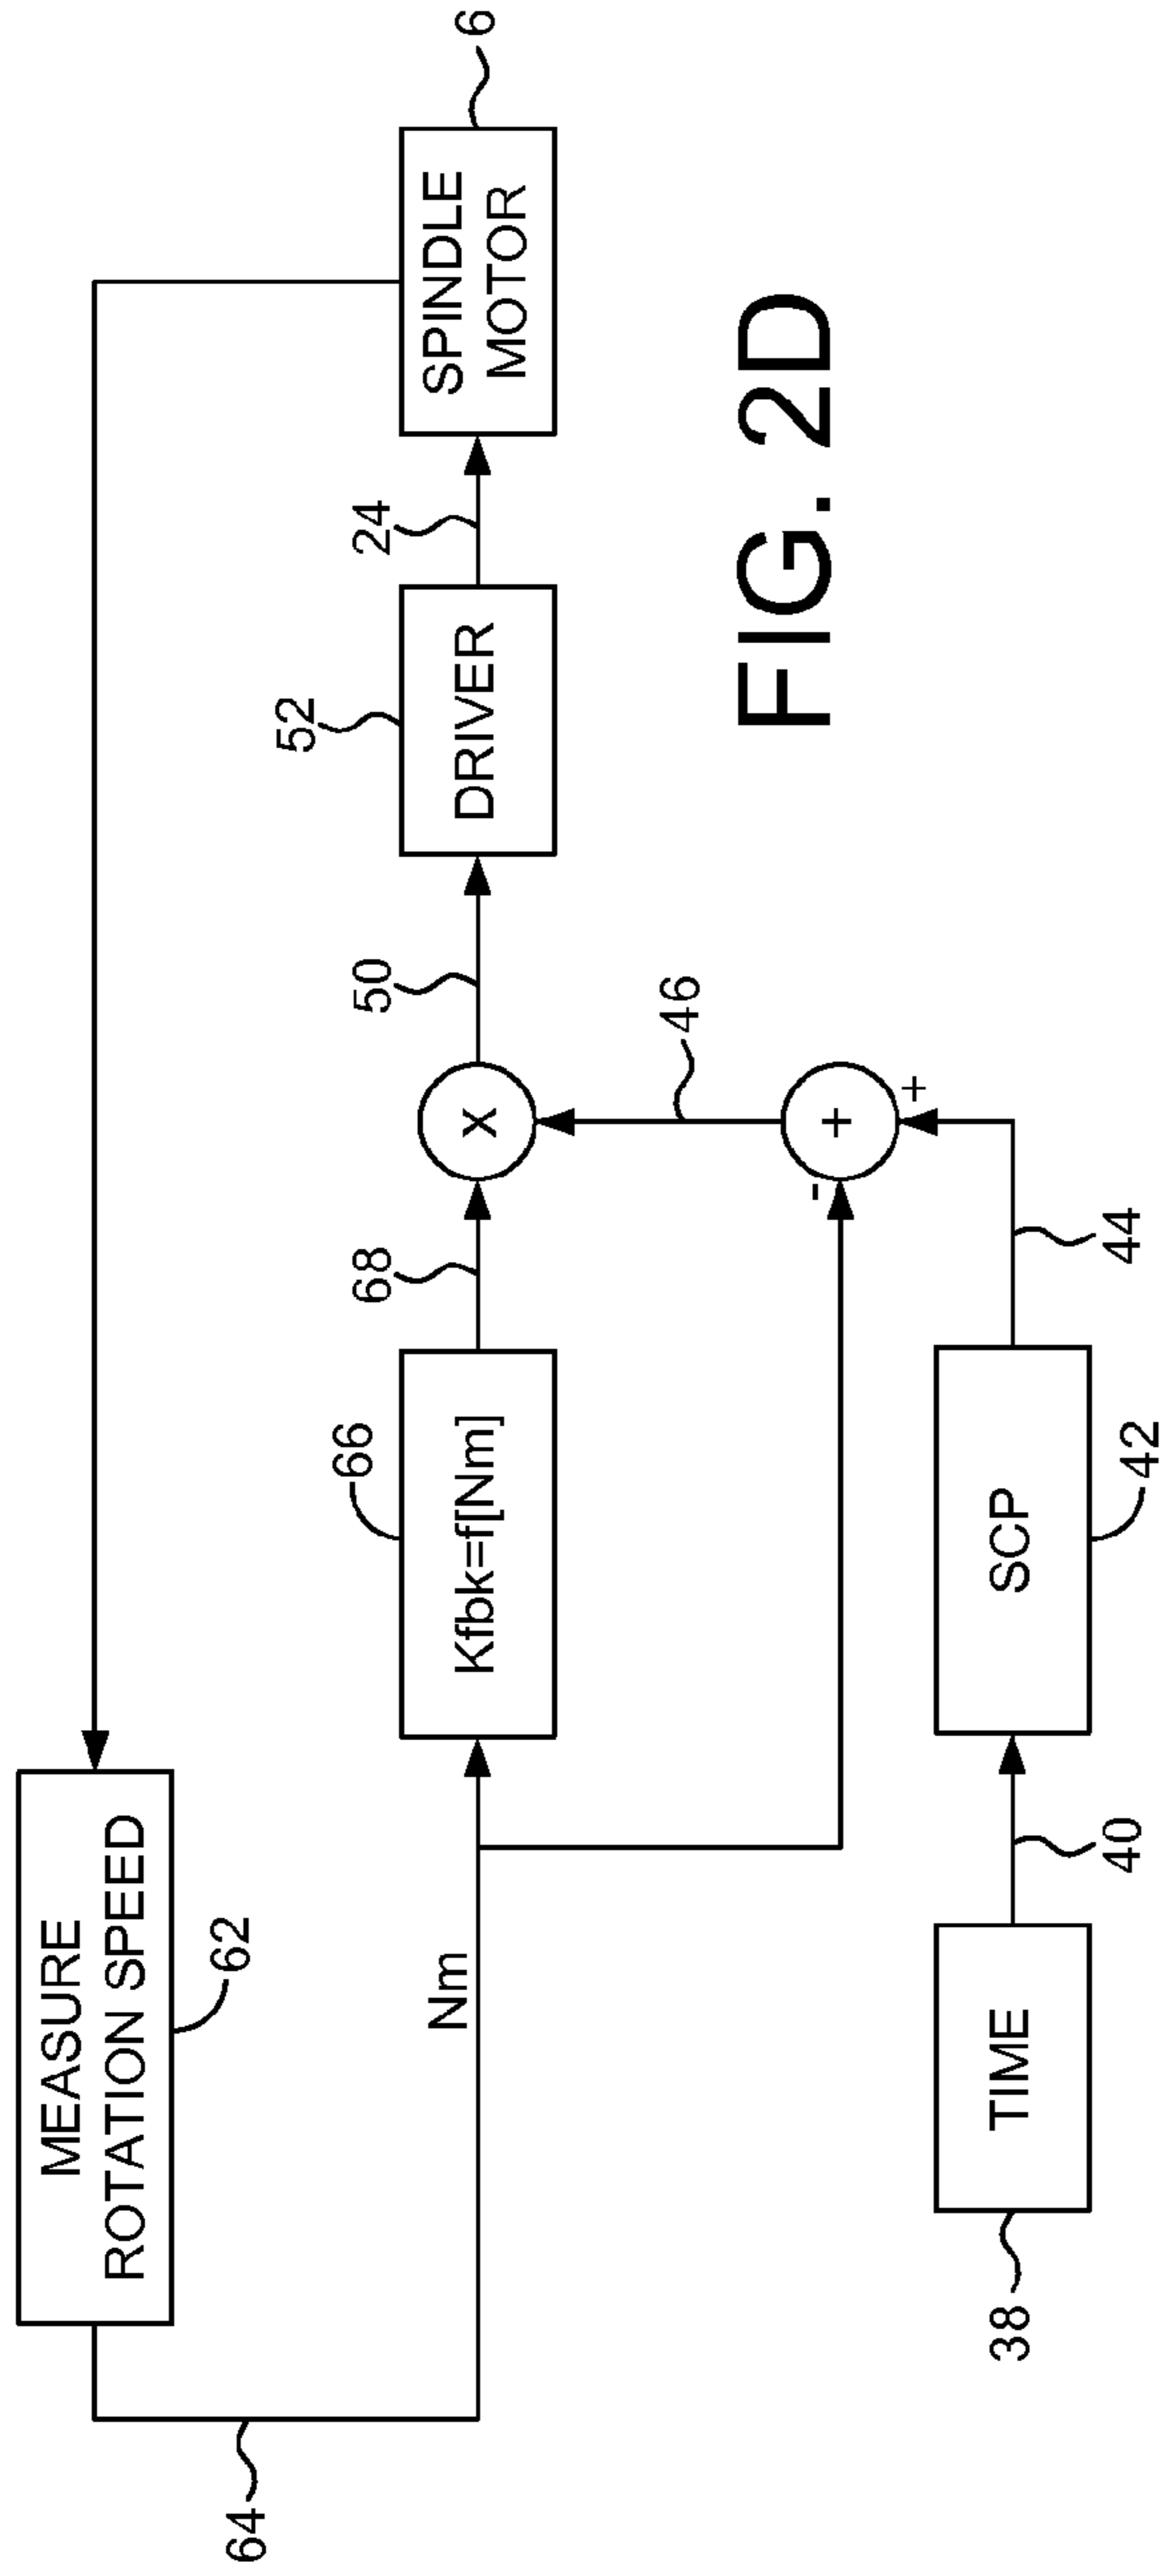 MEASURE
ROTATION SPEED
62
64
Nm
66
Kfbk=f[Nm]
68
x
50
52
DRIVER
24
SPINDLE
MOTOR
6
46
-
+
+
38
TIME
40
SCP
42
44
FIG. 2D